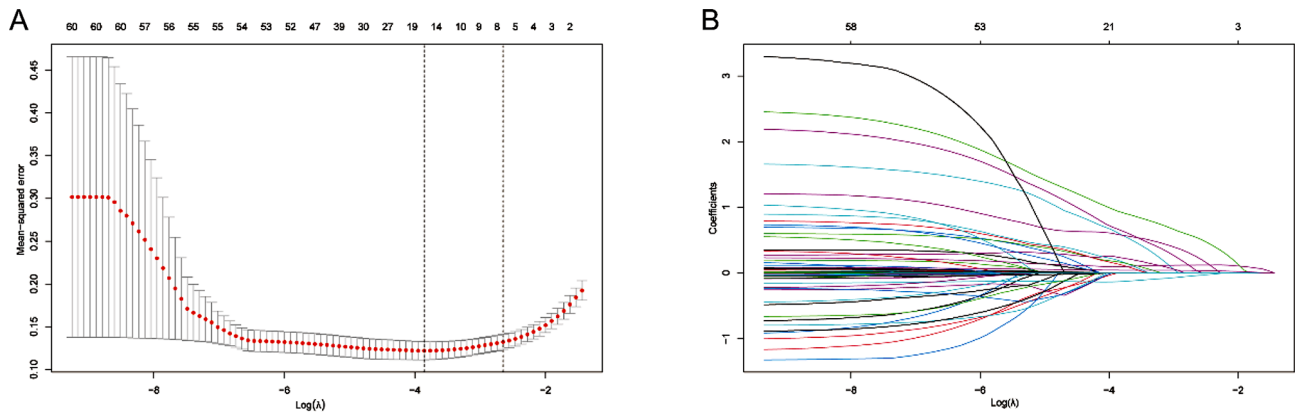 A
60 60 60 57 56 55 55 54 53 52 47 39 30 27 19 14 10 9 8 5 4 3 2
0.45
0.40
0.35
0.30
0.25
0.20
0.15
0.10
Mean-squared error
-8 -6 -4 -2
Log(λ)
B
58 53 21 3
3
2
1
0
-1
Coefficients
-8 -6 -4 -2
Log(λ)